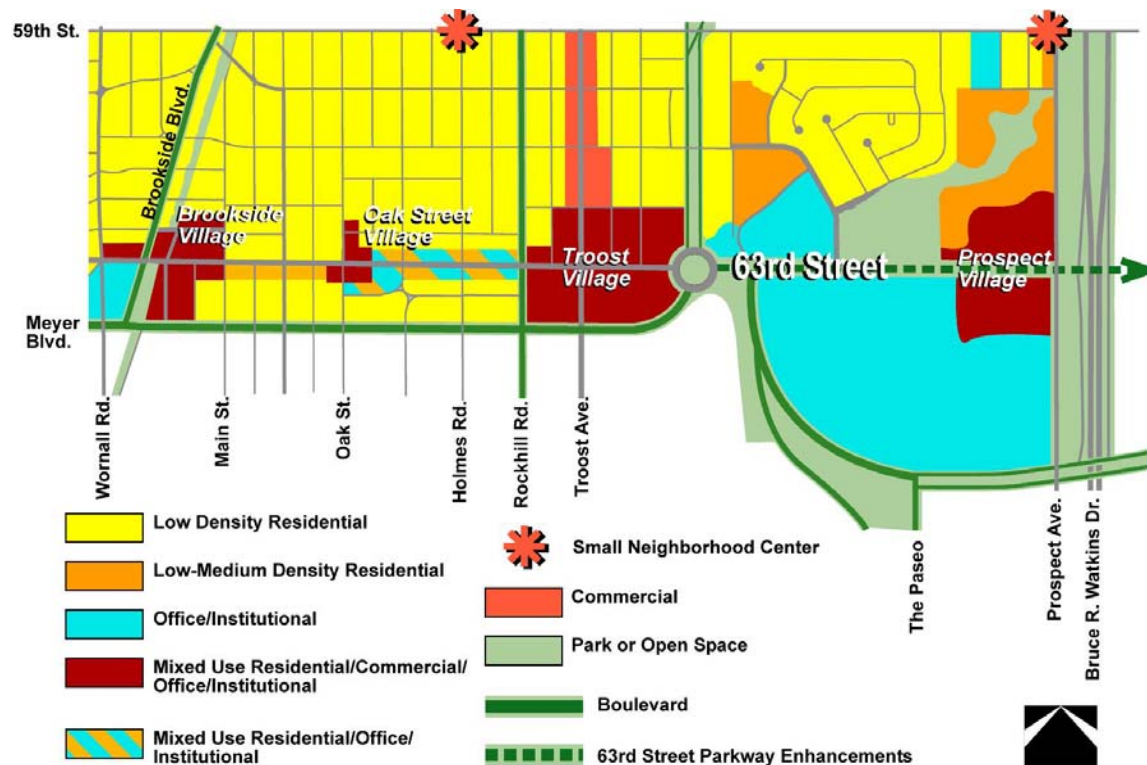 59th St.
Brookside Blvd.
Brookside
Village
Oak Street
Village
Troost
Village
63rd Street
Prospect
Village
Meyer
Blvd.
Wornall Rd.
Main St.
Oak St.
Holmes Rd.
Rockhill Rd.
Troost Ave.
The Paseo
Prospect Ave.
Bruce R. Watkins Dr.
Low Density Residential
Low-Medium Density Residential
Office/Institutional
Mixed Use Residential/Commercial/
Office/Institutional
Mixed Use Residential/Office/
Institutional
Small Neighborhood Center
Commercial
Park or Open Space
Boulevard
63rd Street Parkway Enhancements